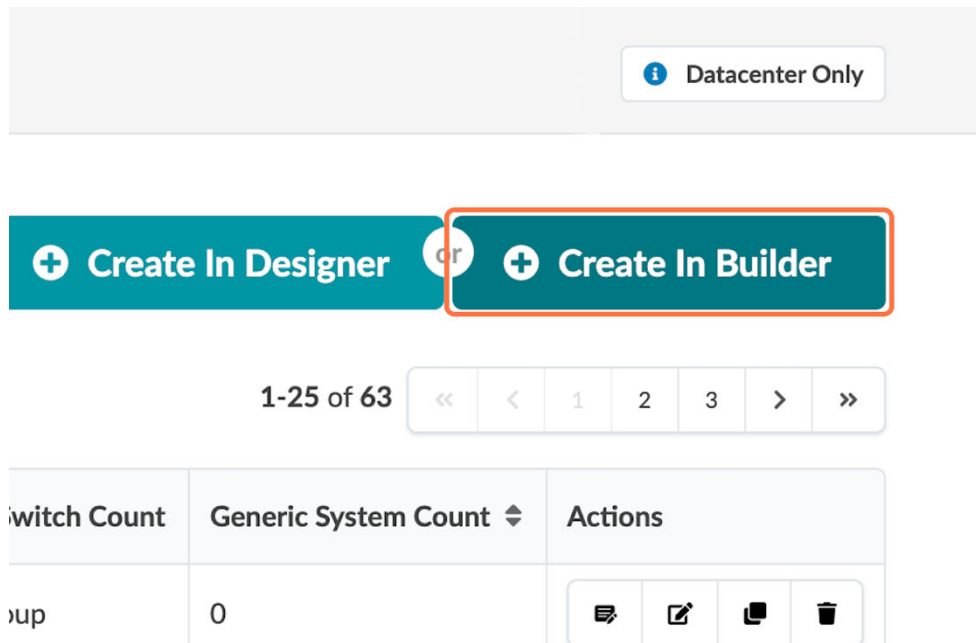 Datacenter Only
Create In Designer or Create In Builder
1-25 of 63 « < 1 2 3 > »
Switch Count Generic System Count Actions
oup 0